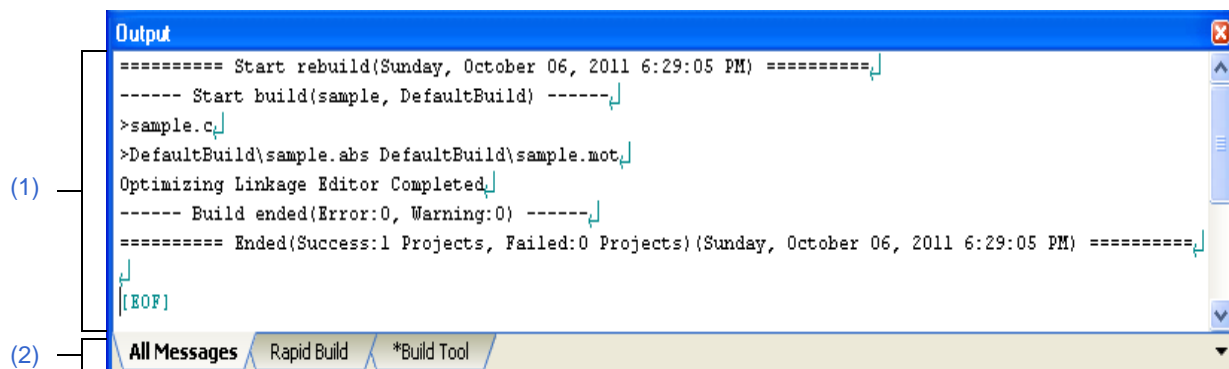 Output
========== Start rebuild(Sunday, October 06, 2011 6:29:05 PM) ==========
------ Start build(sample, DefaultBuild) ------
>sample.c
>DefaultBuild\sample.abs DefaultBuild\sample.mot
(1)
Optimizing Linkage Editor Completed
------ Build ended(Error:0, Warning:0) ------
========== Ended(Success:1 Projects, Failed:0 Projects)(Sunday, October 06, 2011 6:29:05 PM) ==========
[EOF]
(2)
All Messages Rapid Build *Build Tool